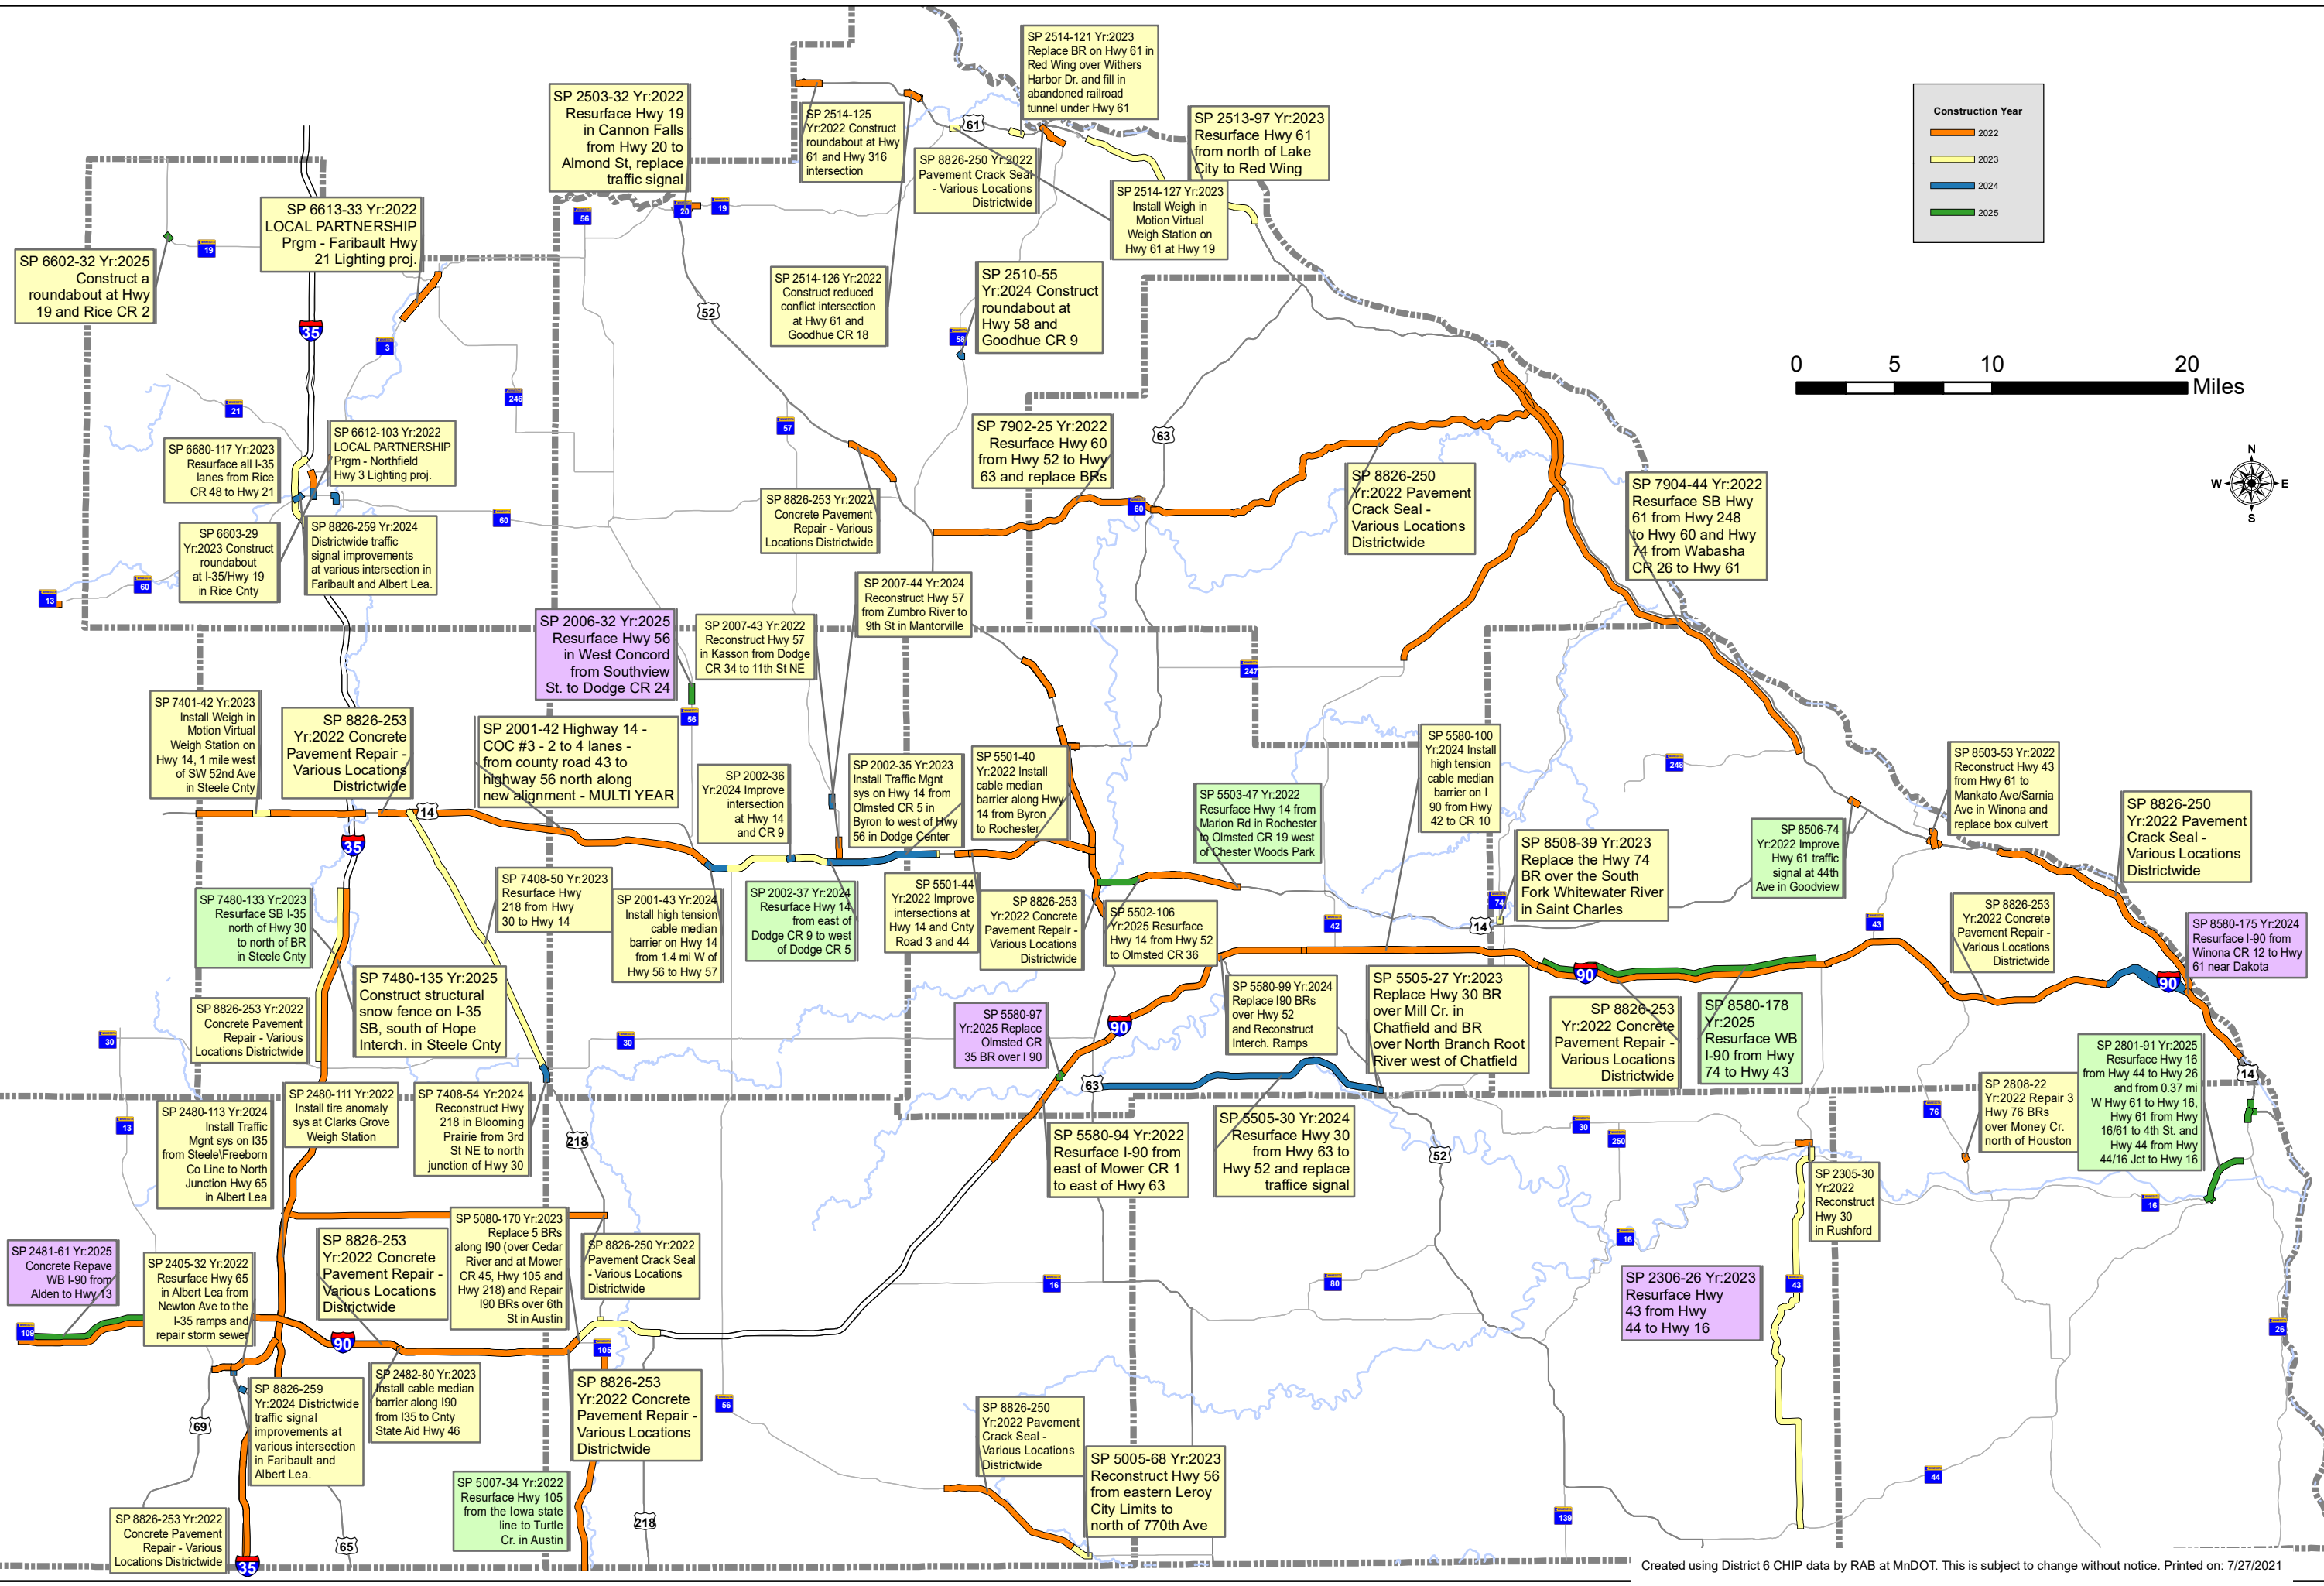 SP 2514-121 Yr:2023
Replace BR on Hwy 61 in
Red Wing over Withers
Harbor Dr. and fill in
abandoned railroad
tunnel under Hwy 61
SP 2503-32 Yr:2022
Resurface Hwy 19
in Cannon Falls
from Hwy 20 to
Almond St, replace
traffic signal
SP 2514-125
Yr:2022 Construct
roundabout at Hwy
61 and Hwy 316
intersection
61
SP 8826-250 Yr:2022
Pavement Crack Seal
- Various Locations
Districtwide
SP 2513-97 Yr:2023
Resurface Hwy 61
from north of Lake
City to Red Wing
SP 2514-127 Yr:2023
Install Weigh in
Motion Virtual
Weigh Station on
Hwy 61 at Hwy 19
Construction Year
2022
2023
2024
2025
SP 6613-33 Yr:2022
LOCAL PARTNERSHIP
Prgm - Faribault Hwy
21 Lighting proj.
56
20
19
19
SP 6602-32 Yr:2025
Construct a
roundabout at Hwy
19 and Rice CR 2
SP 2514-126 Yr:2022
Construct reduced
conflict intersection
at Hwy 61 and
Goodhue CR 18
SP 2510-55
Yr:2024 Construct
roundabout at
Hwy 58 and
Goodhue CR 9
52
35
3
58
0 5 10 20
Miles
246
21
57
63
N
W E
S
SP 6680-117 Yr:2023
Resurface all I-35
lanes from Rice
CR 48 to Hwy 21
SP 6612-103 Yr:2022
LOCAL PARTNERSHIP
Prgm - Northfield
Hwy 3 Lighting proj.
SP 7902-25 Yr:2022
Resurface Hwy 60
from Hwy 52 to Hwy
63 and replace BRs
SP 8826-250
Yr:2022 Pavement
Crack Seal -
Various Locations
Districtwide
SP 7904-44 Yr:2022
Resurface SB Hwy
61 from Hwy 248
to Hwy 60 and Hwy
74 from Wabasha
CR 26 to Hwy 61
SP 8826-253 Yr:2022
Concrete Pavement
Repair - Various
Locations Districtwide
60
60
SP 6603-29
Yr:2023 Construct
roundabout
at I-35/Hwy 19
in Rice Cnty
SP 8826-259 Yr:2024
Districtwide traffic
signal improvements
at various intersection in
Faribault and Albert Lea.
60
13
SP 2007-44 Yr:2024
Reconstruct Hwy 57
from Zumbro River to
9th St in Mantorville
SP 2006-32 Yr:2025
Resurface Hwy 56
in West Concord
from Southview
St. to Dodge CR 24
SP 2007-43 Yr:2022
Reconstruct Hwy 57
in Kasson from Dodge
CR 34 to 11th St NE
247
56
SP 7401-42 Yr:2023
Install Weigh in
Motion Virtual
Weigh Station on
Hwy 14, 1 mile west
of SW 52nd Ave
in Steele Cnty
SP 8826-253
Yr:2022 Concrete
Pavement Repair -
Various Locations
Districtwide
SP 2001-42 Highway 14 -
COC #3 - 2 to 4 lanes -
from county road 43 to
highway 56 north along
new alignment - MULTI YEAR
SP 2002-36
Yr:2024 Improve
intersection
at Hwy 14
and CR 9
SP 2002-35 Yr:2023
Install Traffic Mgnt
sys on Hwy 14 from
Olmsted CR 5 in
Byron to west of Hwy
56 in Dodge Center
SP 5501-40
Yr:2022 Install
cable median
barrier along Hwy
14 from Byron
to Rochester
SP 5580-100
Yr:2024 Install
high tension
cable median
barrier on I
90 from Hwy
42 to CR 10
248
SP 8503-53 Yr:2022
Reconstruct Hwy 43
from Hwy 61 to
Mankato Ave/Sarnia
Ave in Winona and
replace box culvert
SP 5503-47 Yr:2022
Resurface Hwy 14 from
Marion Rd in Rochester
to Olmsted CR 19 west
of Chester Woods Park
SP 8508-39 Yr:2023
Replace the Hwy 74
BR over the South
Fork Whitewater River
in Saint Charles
SP 8506-74
Yr:2022 Improve
Hwy 61 traffic
signal at 44th
Ave in Goodview
SP 8826-250
Yr:2022 Pavement
Crack Seal -
Various Locations
Districtwide
14
35
SP 7480-133 Yr:2023
Resurface SB I-35
north of Hwy 30
to north of BR
in Steele Cnty
SP 7408-50 Yr:2023
Resurface Hwy
218 from Hwy
30 to Hwy 14
SP 2001-43 Yr:2024
Install high tension
cable median
barrier on Hwy 14
from 1.4 mi W of
Hwy 56 to Hwy 57
SP 2002-37 Yr:2024
Resurface Hwy 14
from east of
Dodge CR 9 to west
of Dodge CR 5
SP 5501-44
Yr:2022 Improve
intersections at
Hwy 14 and Cnty
Road 3 and 44
SP 8826-253
Yr:2022 Concrete
Pavement Repair -
Various Locations
Districtwide
SP 5502-106
Yr:2025 Resurface
Hwy 14 from Hwy 52
to Olmsted CR 36
42
14
74
43
SP 8826-253
Yr:2022 Concrete
Pavement Repair -
Various Locations
Districtwide
SP 8580-175 Yr:2024
Resurface I-90 from
Winona CR 12 to Hwy
61 near Dakota
SP 7480-135 Yr:2025
Construct structural
snow fence on I-35
SB, south of Hope
Interch. in Steele Cnty
SP 5580-99 Yr:2024
Replace I90 BRs
over Hwy 52
and Reconstruct
Interch. Ramps
SP 5505-27 Yr:2023
Replace Hwy 30 BR
over Mill Cr. in
Chatfield and BR
over North Branch Root
River west of Chatfield
90
SP 8826-253
Yr:2022 Concrete
Pavement Repair -
Various Locations
Districtwide
SP 8580-178
Yr:2025
Resurface WB
I-90 from Hwy
74 to Hwy 43
90
SP 8826-253 Yr:2022
Concrete Pavement
Repair - Various
Locations Districtwide
30
30
SP 5580-97
Yr:2025 Replace
Olmsted CR
35 BR over I 90
90
63
SP 2801-91 Yr:2025
Resurface Hwy 16
from Hwy 44 to Hwy 26
and from 0.37 mi
W Hwy 61 to Hwy 16,
Hwy 61 from Hwy
16/61 to 4th St. and
Hwy 44 from Hwy
44/16 Jct to Hwy 16
14
SP 2480-113 Yr:2024
Install Traffic
Mgnt sys on I35
from Steele\Freeborn
Co Line to North
Junction Hwy 65
in Albert Lea
SP 2480-111 Yr:2022
Install tire anomaly
sys at Clarks Grove
Weigh Station
SP 7408-54 Yr:2024
Reconstruct Hwy
218 in Blooming
Prairie from 3rd
St NE to north
junction of Hwy 30
SP 2808-22
Yr:2022 Repair 3
Hwy 76 BRs
over Money Cr.
north of Houston
76
13
218
SP 5580-94 Yr:2022
Resurface I-90 from
east of Mower CR 1
to east of Hwy 63
SP 5505-30 Yr:2024
Resurface Hwy 30
from Hwy 63 to
Hwy 52 and replace
traffice signal
52
30
250
SP 2305-30
Yr:2022
Reconstruct
Hwy 30
in Rushford
16
16
SP 2481-61 Yr:2025
Concrete Repave
WB I-90 from
Alden to Hwy 13
SP 2405-32 Yr:2022
Resurface Hwy 65
in Albert Lea from
Newton Ave to the
I-35 ramps and
repair storm sewer
SP 8826-253
Yr:2022 Concrete
Pavement Repair -
Various Locations
Districtwide
SP 5080-170 Yr:2023
Replace 5 BRs
along I90 (over Cedar
River and at Mower
CR 45, Hwy 105 and
Hwy 218) and Repair
I90 BRs over 6th
St in Austin
SP 8826-250 Yr:2022
Pavement Crack Seal
- Various Locations
Districtwide
16
80
SP 2306-26 Yr:2023
Resurface Hwy
43 from Hwy
44 to Hwy 16
43
26
109
90
105
69
SP 8826-259
Yr:2024 Districtwide
traffic signal
improvements at
various intersection
in Faribault and
Albert Lea.
SP 2482-80 Yr:2023
Install cable median
barrier along I90
from I35 to Cnty
State Aid Hwy 46
SP 8826-253
Yr:2022 Concrete
Pavement Repair -
Various Locations
Districtwide
56
SP 8826-250
Yr:2022 Pavement
Crack Seal -
Various Locations
Districtwide
SP 5005-68 Yr:2023
Reconstruct Hwy 56
from eastern Leroy
City Limits to
north of 770th Ave
44
139
SP 5007-34 Yr:2022
Resurface Hwy 105
from the Iowa state
line to Turtle
Cr. in Austin
218
SP 8826-253 Yr:2022
Concrete Pavement
Repair - Various
Locations Districtwide
35
65
Created using District 6 CHIP data by RAB at MnDOT. This is subject to change without notice. Printed on: 7/27/2021